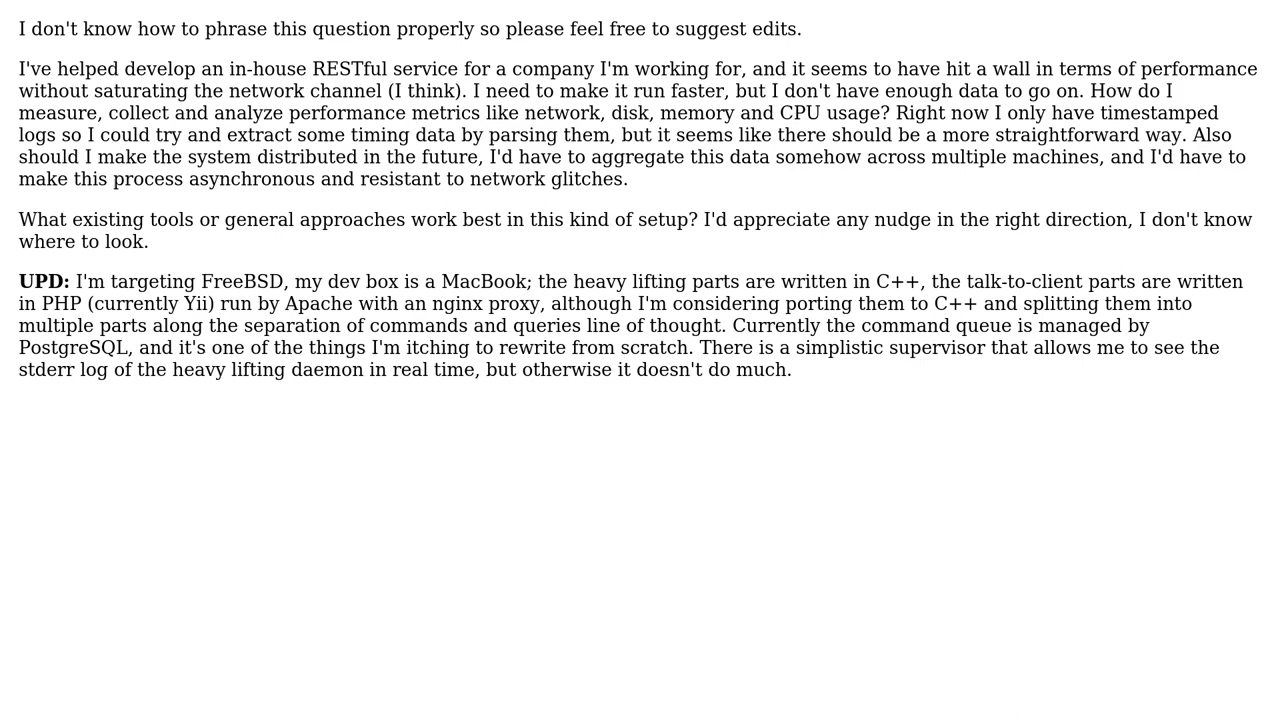 I don't know how to phrase this question properly so please feel free to suggest edits.
I've helped develop an in-house RESTful service for a company I'm working for, and it seems to have hit a wall in terms of performance
without saturating the network channel (I think). I need to make it run faster, but I don't have enough data to go on. How do I
measure, collect and analyze performance metrics like network, disk, memory and CPU usage? Right now I only have timestamped
logs so I could try and extract some timing data by parsing them, but it seems like there should be a more straightforward way. Also
should I make the system distributed in the future, I'd have to aggregate this data somehow across multiple machines, and I'd have to
make this process asynchronous and resistant to network glitches.
What existing tools or general approaches work best in this kind of setup? I'd appreciate any nudge in the right direction, I don't know
where to look.
UPD: I'm targeting FreeBSD, my dev box is a MacBook; the heavy lifting parts are written in C++, the talk-to-client parts are written
in PHP (currently Yii) run by Apache with an nginx proxy, although I'm considering porting them to C++ and splitting them into
multiple parts along the separation of commands and queries line of thought. Currently the command queue is managed by
PostgreSQL, and it's one of the things I'm itching to rewrite from scratch. There is a simplistic supervisor that allows me to see the
stderr log of the heavy lifting daemon in real time, but otherwise it doesn't do much.